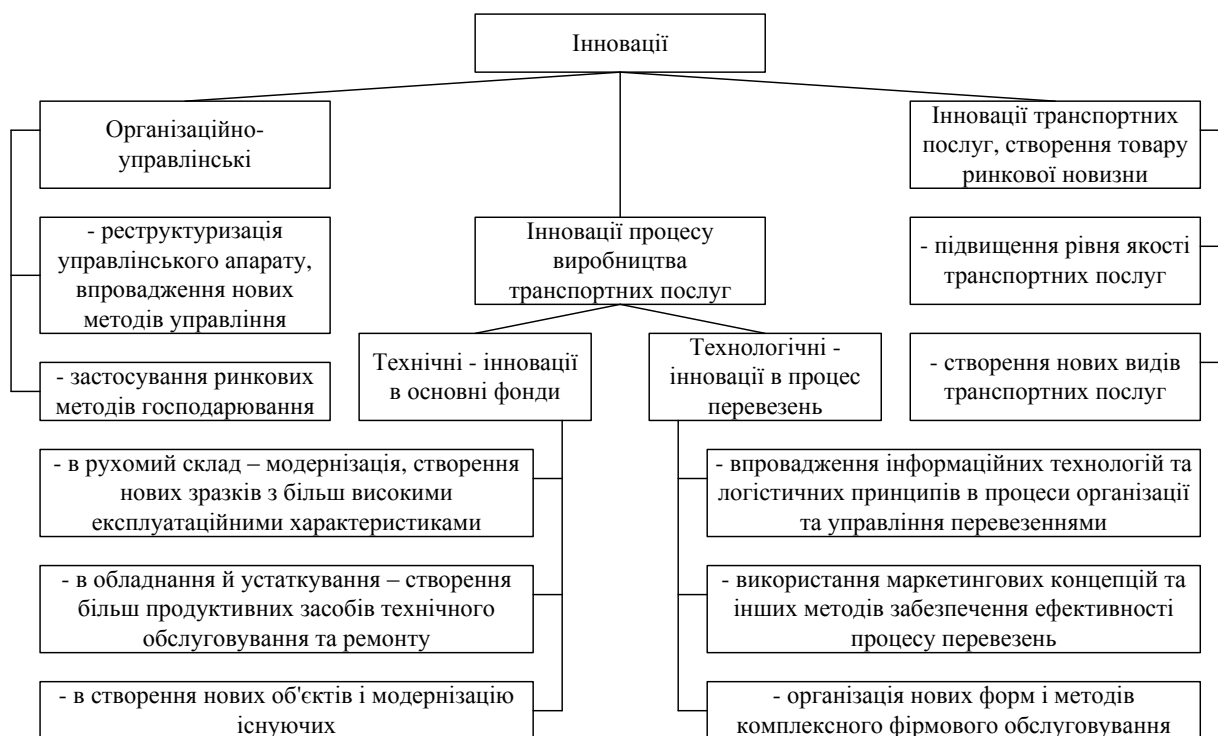 Інновації
Організаційно-
управлінські
Інновації транспортних
послуг, створення товару
ринкової новизни
- реструктуризація
управлінського апарату,
впровадження нових
методів управління
Інновації процесу
виробництва
транспортних послуг
- підвищення рівня якості
транспортних послуг
- застосування ринкових
методів господарювання
Технічні - інновації
в основні фонди
Технологічні -
інновації в процес
перевезень
- створення нових видів
транспортних послуг
- в рухомий склад – модернізація, створення
нових зразків з більш високими
експлуатаційними характеристиками
- впровадження інформаційних технологій та
логістичних принципів в процеси організації
та управління перевезеннями
- в обладнання й устаткування – створення
більш продуктивних засобів технічного
обслуговування та ремонту
- використання маркетингових концепцій та
інших методів забезпечення ефективності
процесу перевезень
- в створення нових об'єктів і модернізацію
існуючих
- організація нових форм і методів
комплексного фірмового обслуговування